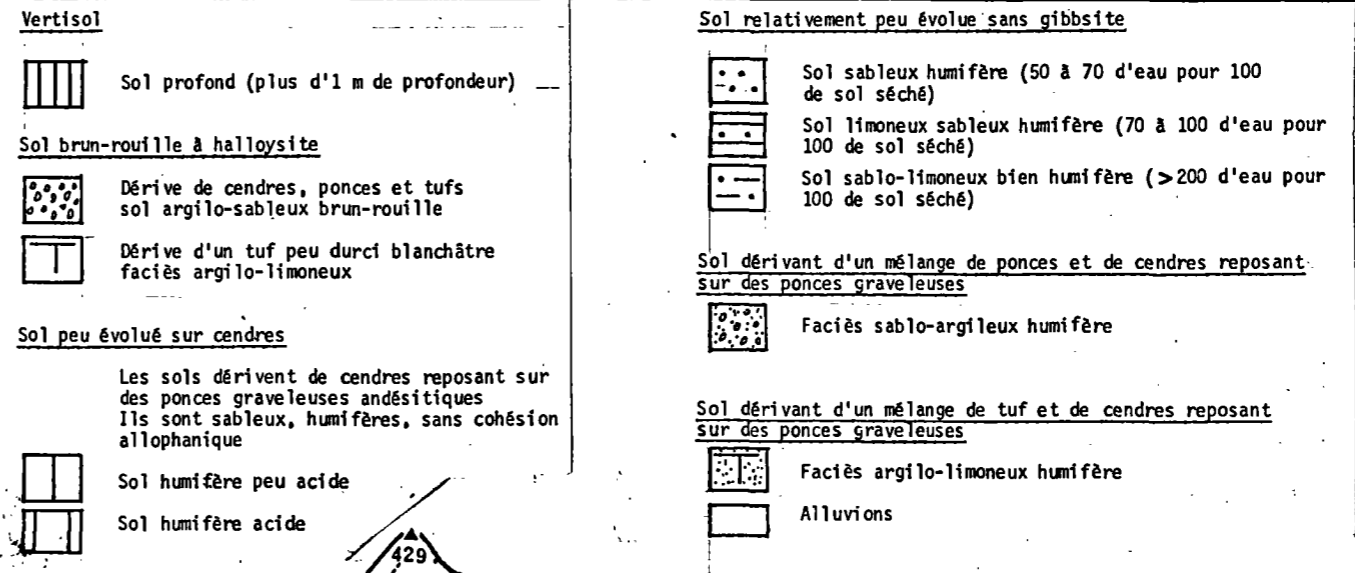 Vertisol
Sol profond (plus d'1 m de profondeur)
Sol brun-rouille à halloysite
Dérive de cendres, ponces et tufs
sol argilo-sableux brun-rouille
Dérive d'un tuf peu durci blanchâtre
faciès argilo-limoneux
Sol peu évolué sur cendres
Les sols dérivent de cendres reposant sur
des ponces graveleuses andésitiques
Ils sont sableux, humifères, sans cohésion
allophanique
Sol humifère peu acide
Sol humifère acide
429
Sol relativement peu évolue sans gibbsite
Sol sableux humifère (50 à 70 d'eau pour 100
de sol séché)
Sol limoneux sableux humifère (70 à 100 d'eau pour
100 de sol séché)
Sol sablo-limoneux bien humifère (>200 d'eau pour
100 de sol séché)
Sol dérivant d'un mélange de ponces et de cendres reposant
sur des ponces graveleuses
Faciès sablo-argileux humifère
Sol dérivant d'un mélange de tuf et de cendres reposant
sur des ponces graveleuses
Faciès argilo-limoneux humifère
Alluvions